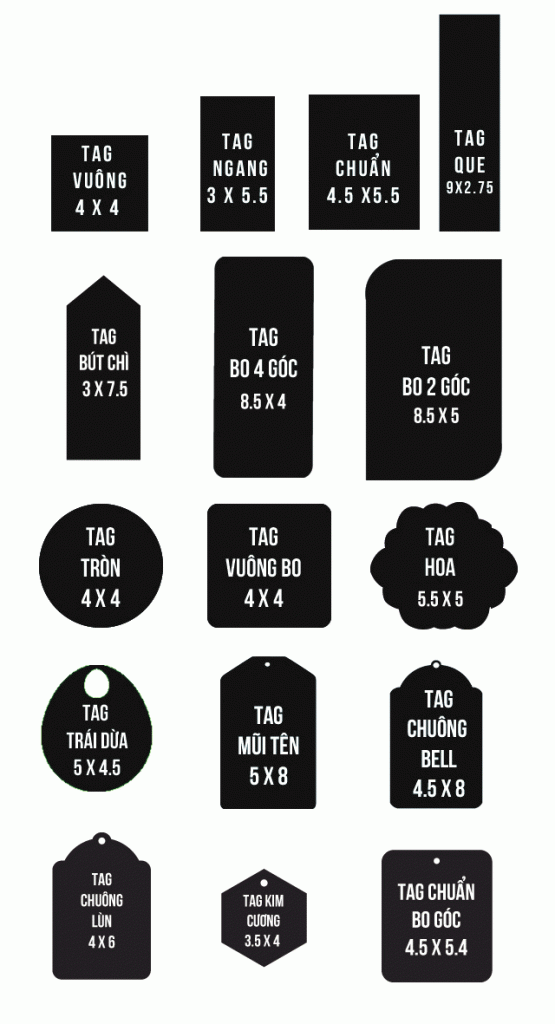 TAG
VUÔNG
4 X 4
TAG
NGANG
3 X 5.5
TAG
CHUẨN
4.5 X5.5
TAG
QUE
9X2.75
TAG
BÚT CHÌ
3 X 7.5
TAG
BO 4 GÓC
8.5 X 4
TAG
BO 2 GÓC
8.5 X 5
TAG
TRÒN
4 X 4
TAG
VUÔNG BO
4 X 4
TAG
HOA
5.5 X 5
TAG
TRÁI DỪA
5 X 4.5
TAG
MŨI TÊN
5 X 8
TAG
CHUÔNG
BELL
4.5 X 8
TAG
CHUÔNG
LÙN
4 X 6
TAG KIM
CƯƠNG
3.5 X 4
TAG CHUẨN
BO GÓC
4.5 X 5.4